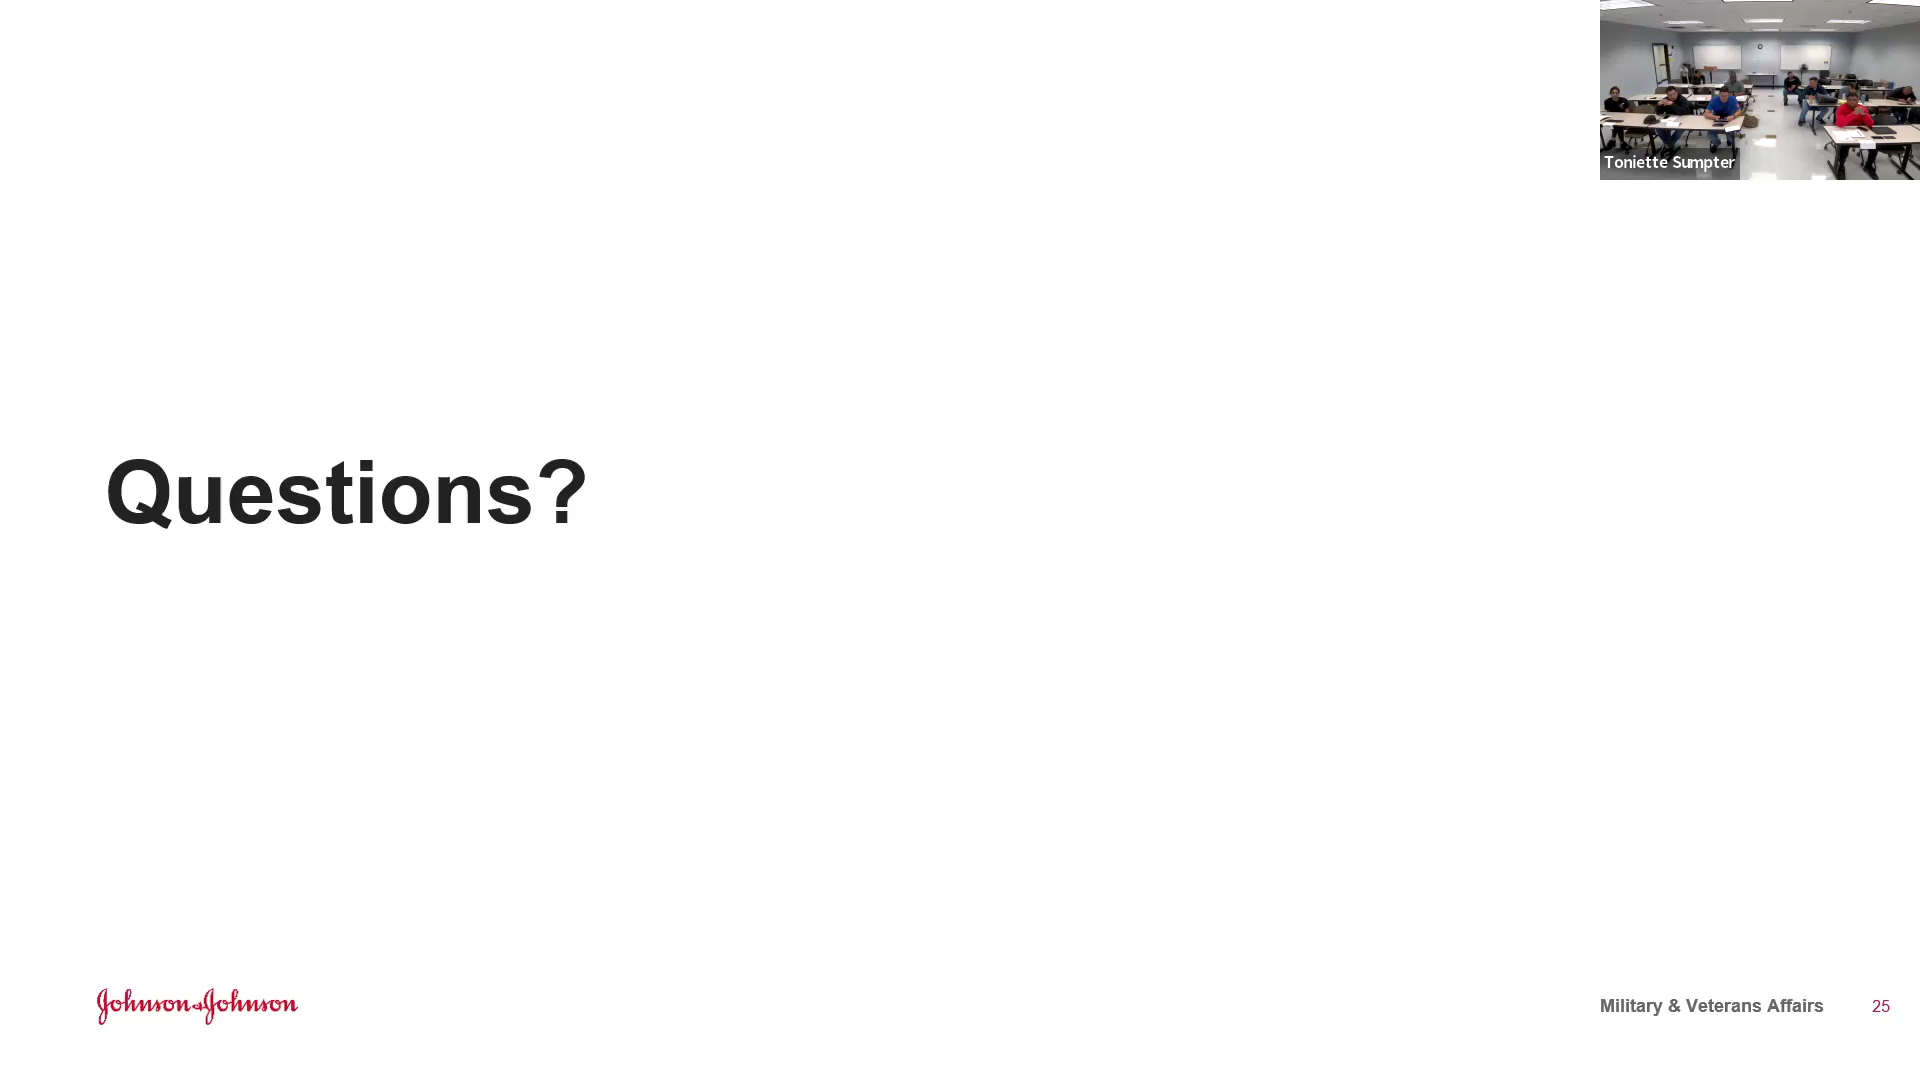 Toniette Sumpter
Questions?
Johnson&Johnson
Military & Veterans Affairs 25